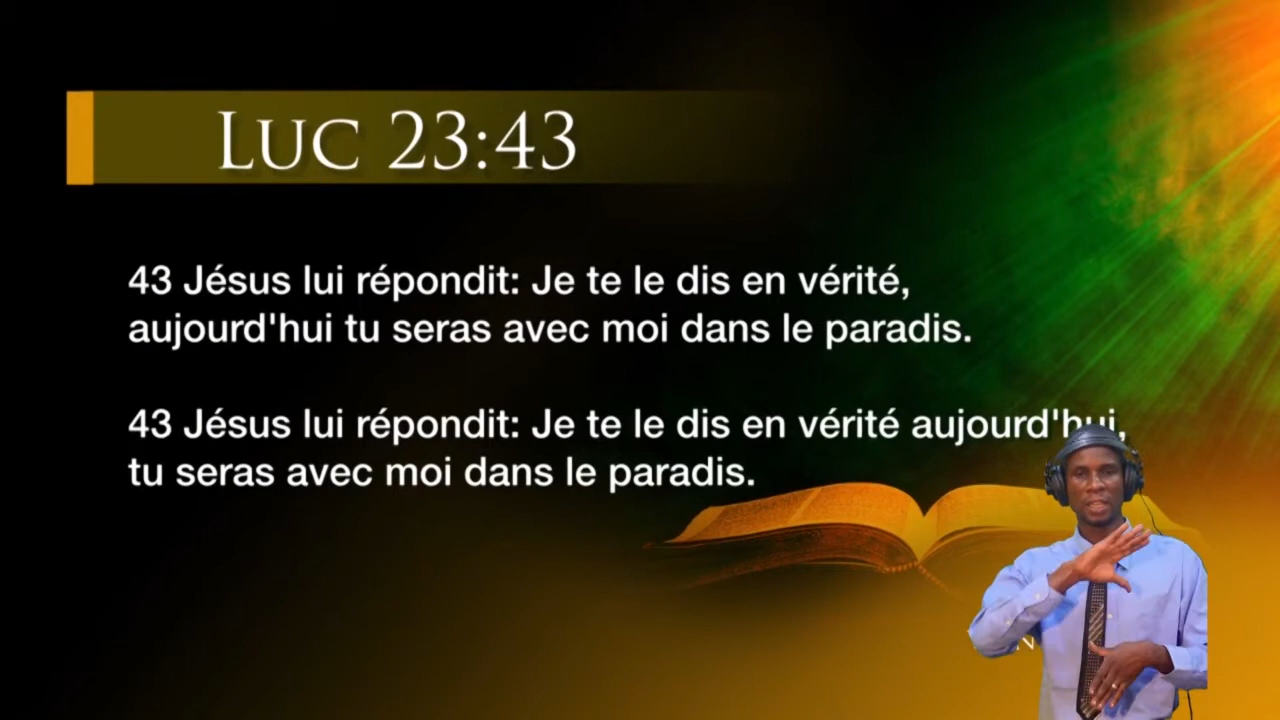 Luc 23:43
43 Jésus lui répondit: Je te le dis en vérité,
aujourd'hui tu seras avec moi dans le paradis.
43 Jésus lui répondit: Je te le dis en vérité aujourd'hui,
tu seras avec moi dans le paradis.